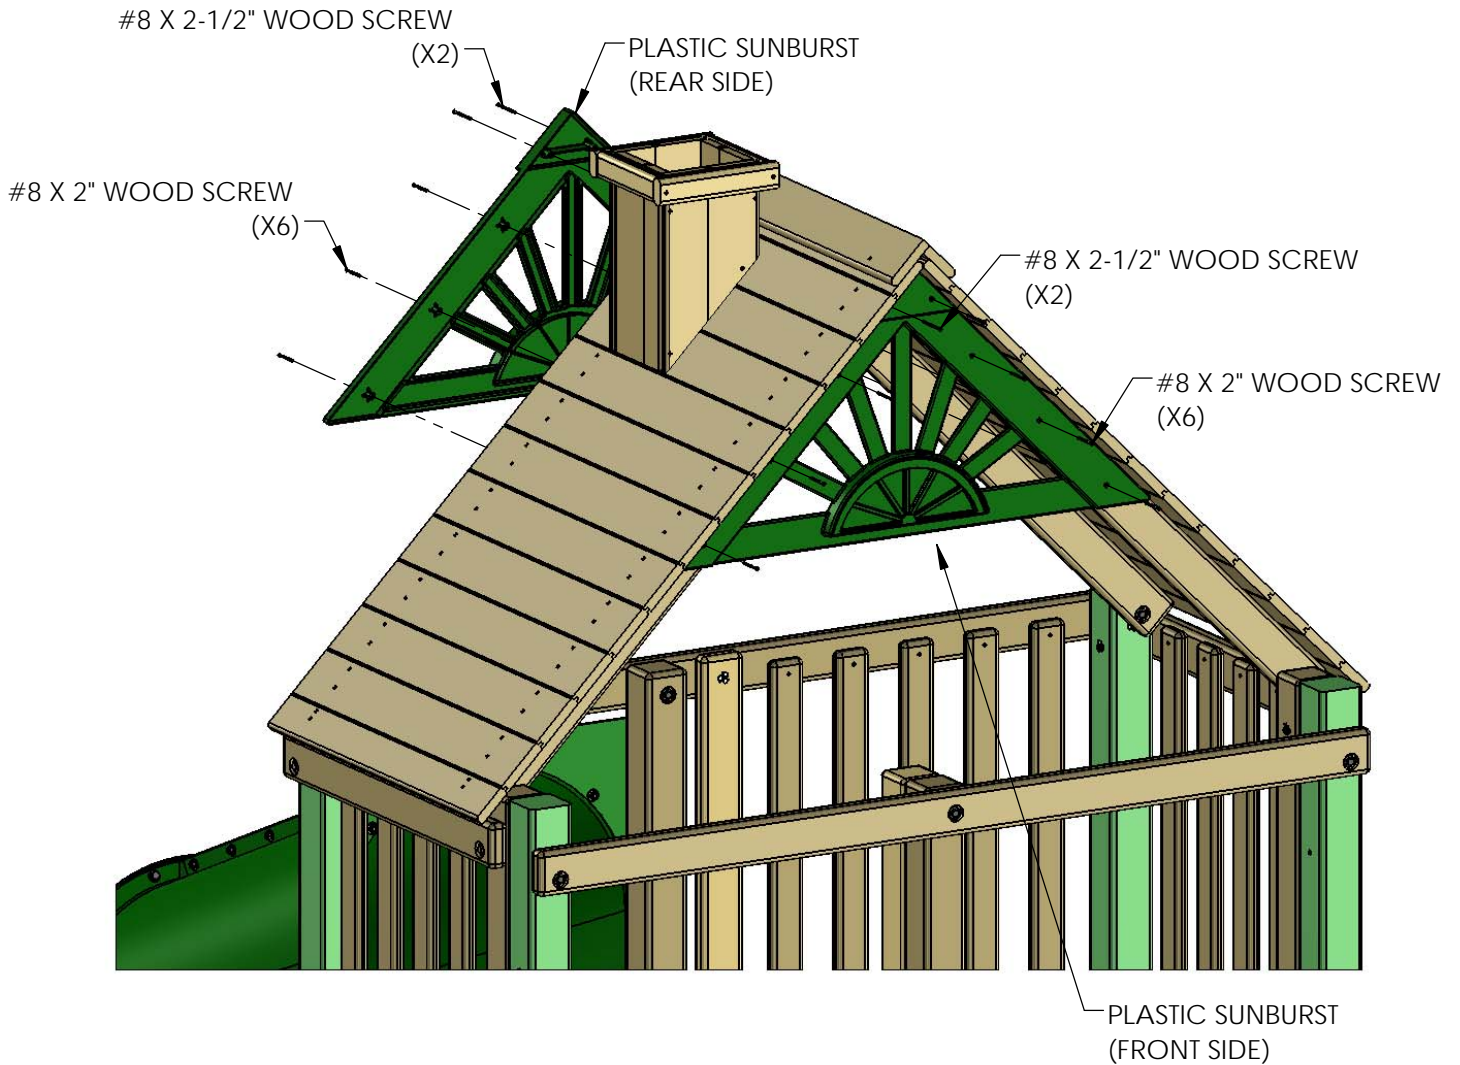 #8 X 2-1/2" WOOD SCREW
(X2)
PLASTIC SUNBURST
(REAR SIDE)
#8 X 2" WOOD SCREW
(X6)
#8 X 2-1/2" WOOD SCREW
(X2)
#8 X 2" WOOD SCREW
(X6)
PLASTIC SUNBURST
(FRONT SIDE)